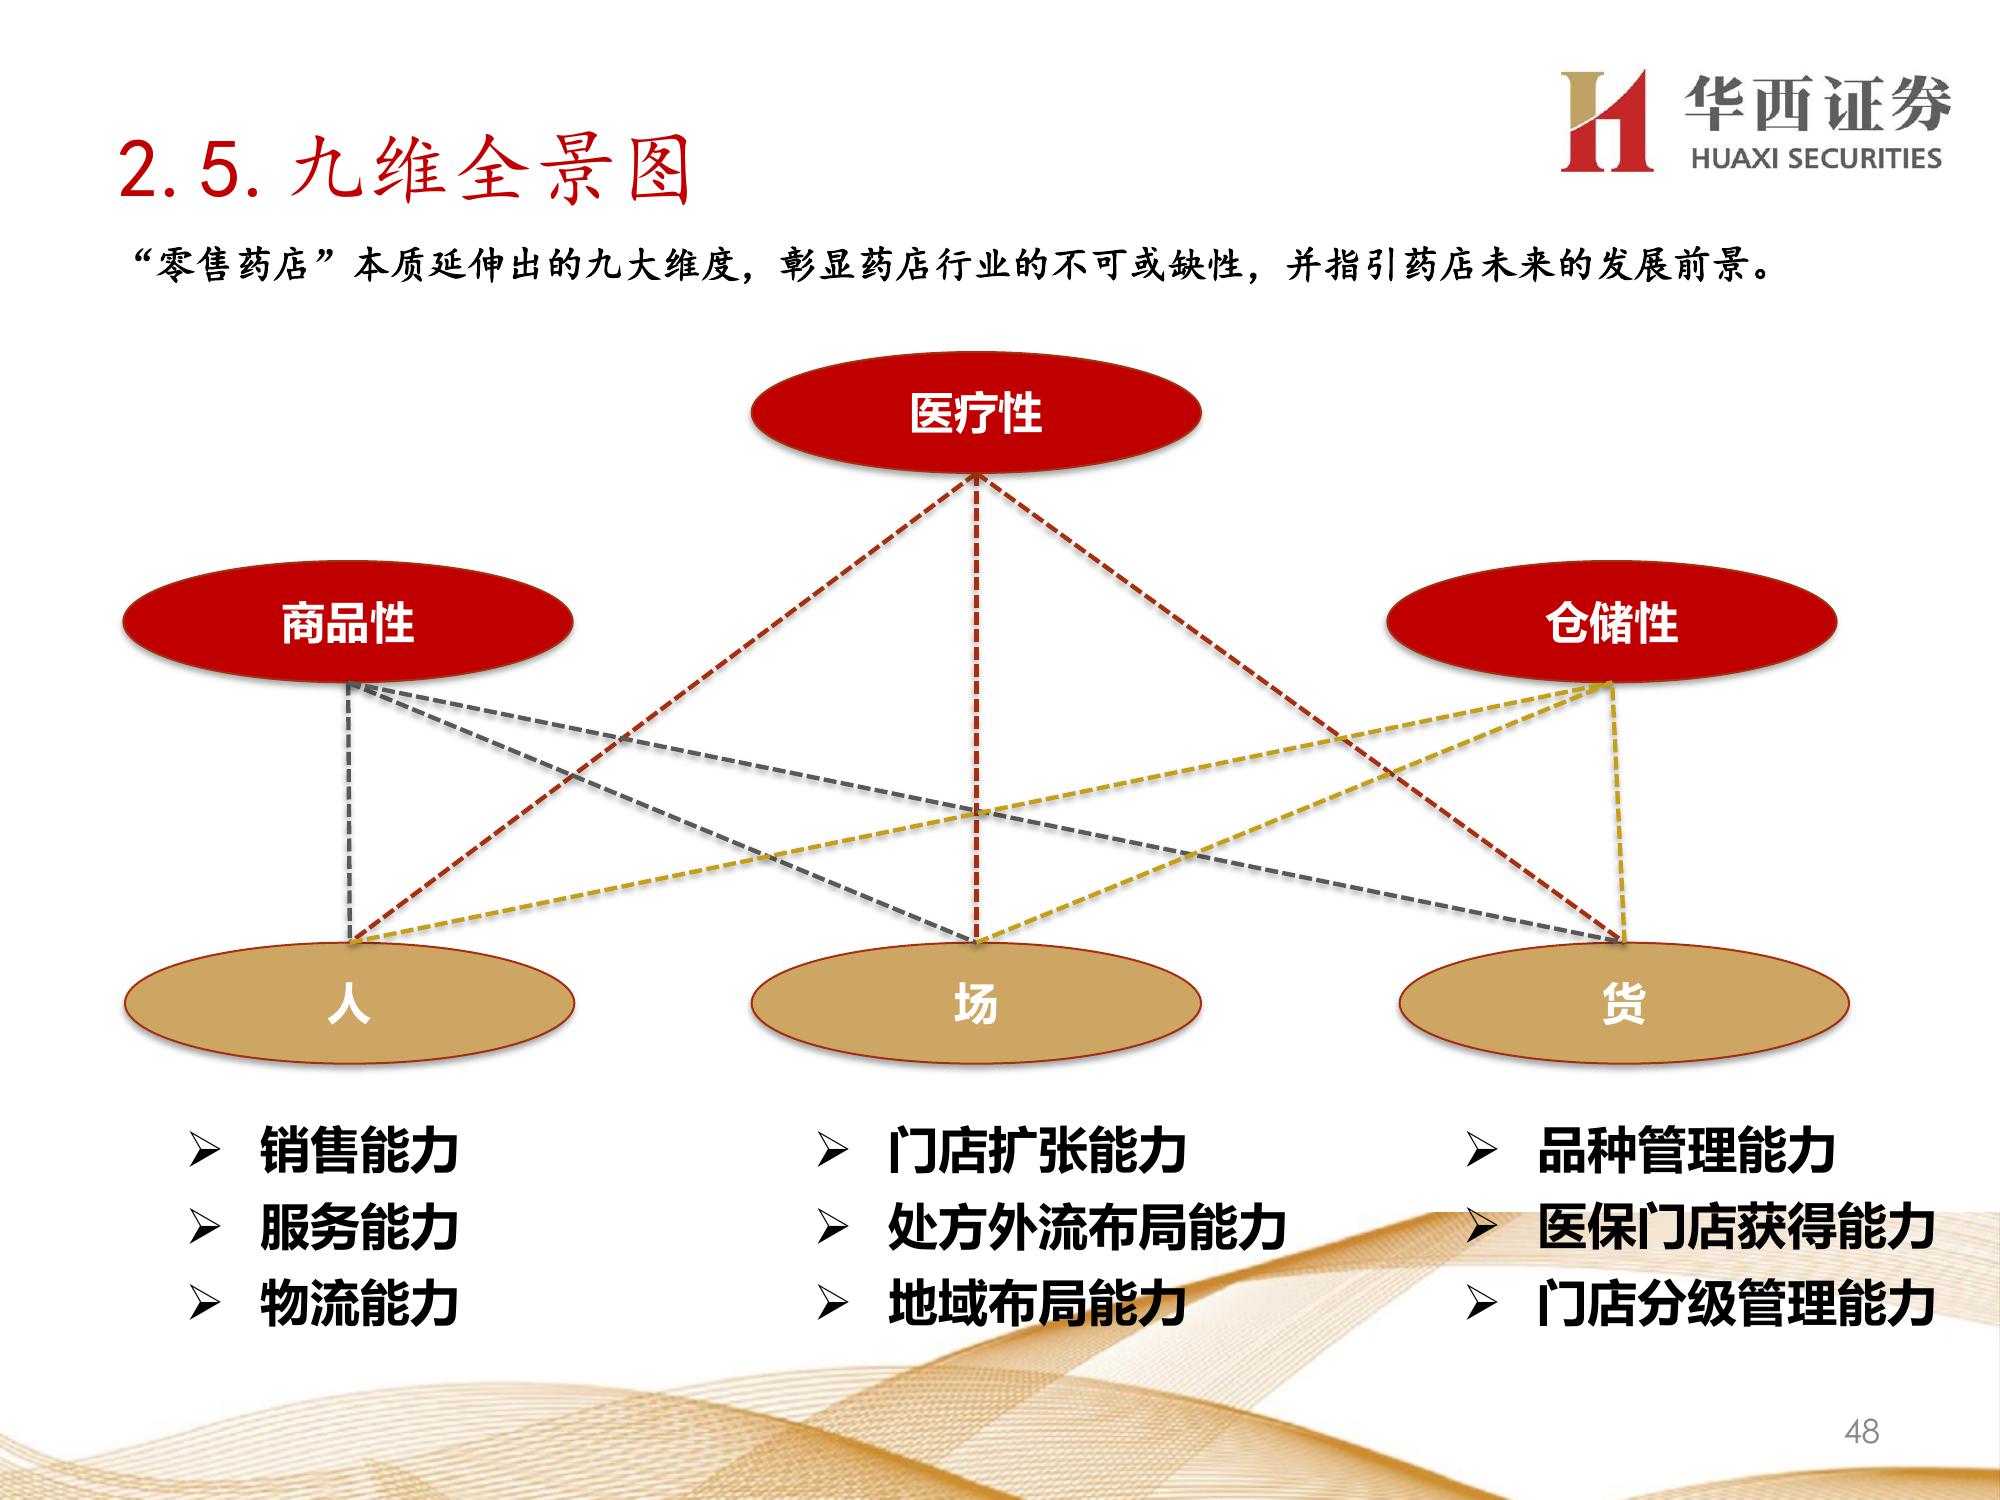 华西证券
HUAXI SECURITIES
2.5.九维全景图
“零售药店”本质延伸出的九大维度，彰显药店行业的不可或缺性，并指引药店未来的发展前景。
医疗性
商品性
仓储性
人
场
货
➢ 销售能力
➢ 服务能力
➢ 物流能力
➢ 门店扩张能力
➢ 处方外流布局能力
➢ 地域布局能力
➢ 品种管理能力
➢ 医保门店获得能力
➢ 门店分级管理能力
48